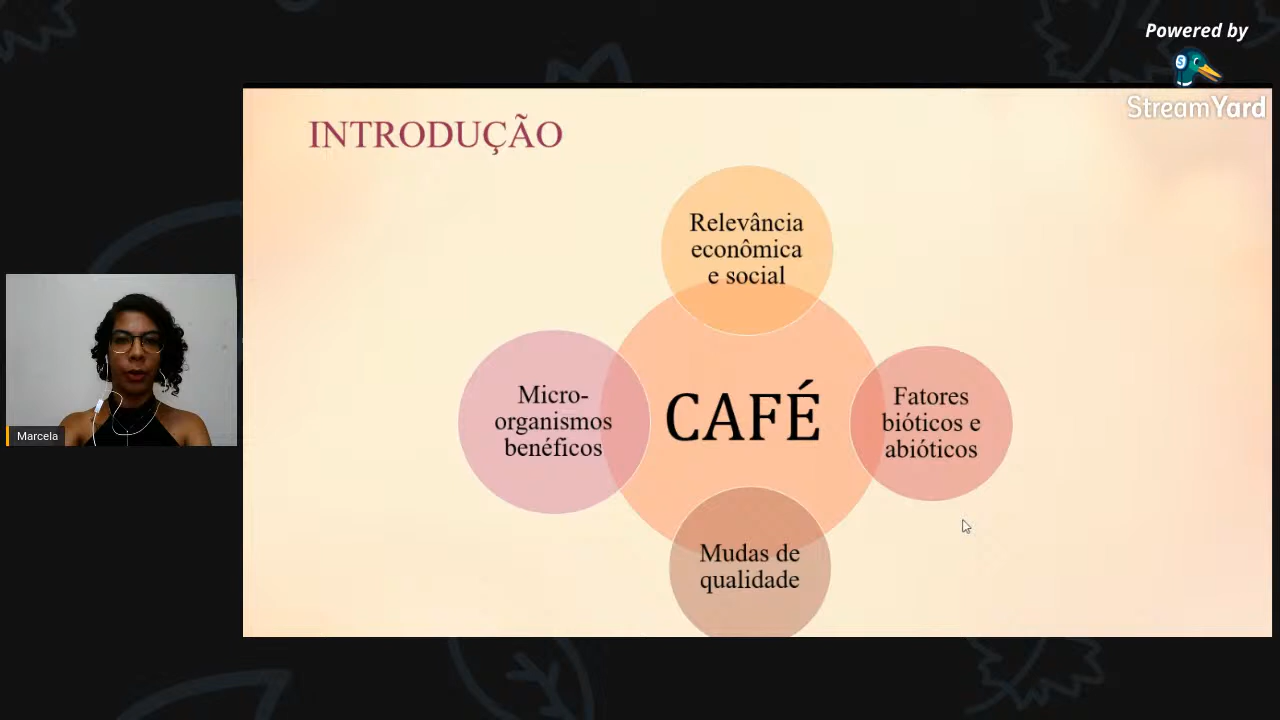 Powered by
StreamYard
INTRODUÇÃO
Relevância
econômica
e social
Micro-
organismos
benéficos
CAFÉ
Fatores
bióticos e
abióticos
Mudas de
qualidade
Marcela